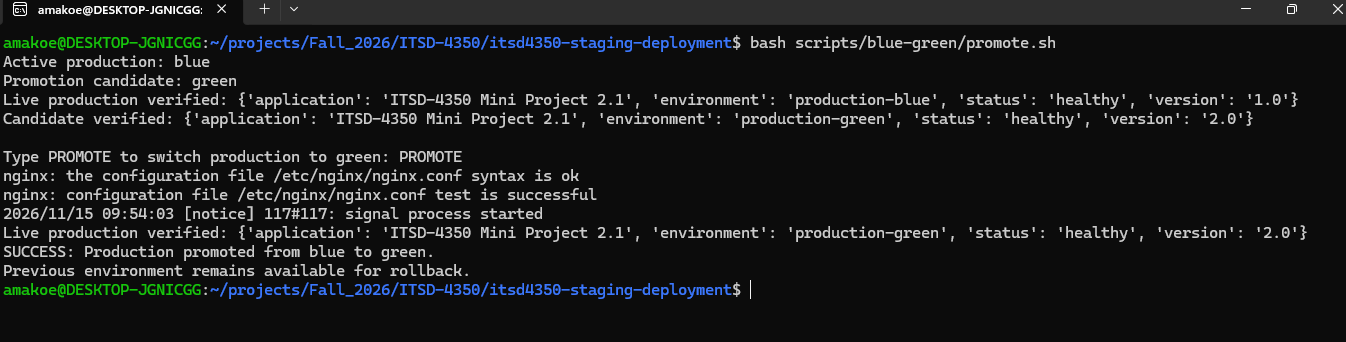 amakoe@DESKTOP-JGNICGG:
amakoe@DESKTOP-JGNICGG:~/projects/Fall_2026/ITSD-4350/itsd4350-staging-deployment$ bash scripts/blue-green/promote.sh
Active production: blue
Promotion candidate: green
Live production verified: {'application': 'ITSD-4350 Mini Project 2.1', 'environment': 'production-blue', 'status': 'healthy', 'version': '1.0'}
Candidate verified: {'application': 'ITSD-4350 Mini Project 2.1', 'environment': 'production-green', 'status': 'healthy', 'version': '2.0'}
Type PROMOTE to switch production to green: PROMOTE
nginx: the configuration file /etc/nginx/nginx.conf syntax is ok
nginx: configuration file /etc/nginx/nginx.conf test is successful
2026/11/15 09:54:03 [notice] 117#117: signal process started
Live production verified: {'application': 'ITSD-4350 Mini Project 2.1', 'environment': 'production-green', 'status': 'healthy', 'version': '2.0'}
SUCCESS: Production promoted from blue to green.
Previous environment remains available for rollback.
amakoe@DESKTOP-JGNICGG:~/projects/Fall_2026/ITSD-4350/itsd4350-staging-deployment$